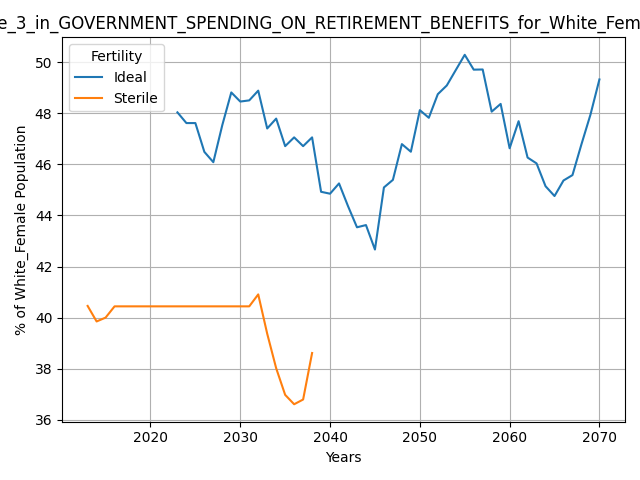 e_3_in_GOVERNMENT_SPENDING_ON_RETIREMENT_BENEFITS_for_White_Fem
Fertility
Ideal
Sterile
50
48
46
44
42
40
38
36
% of White_Female Population
2020 2030 2040 2050 2060 2070
Years